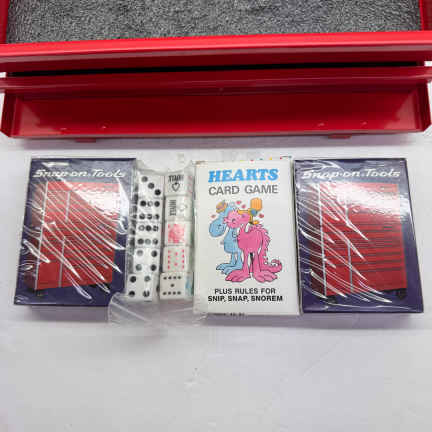 Snap-on Tools
HEARTS
CARD GAME
PLUS RULES FOR
SNIP, SNAP, SNOREM
Snap-on Tools